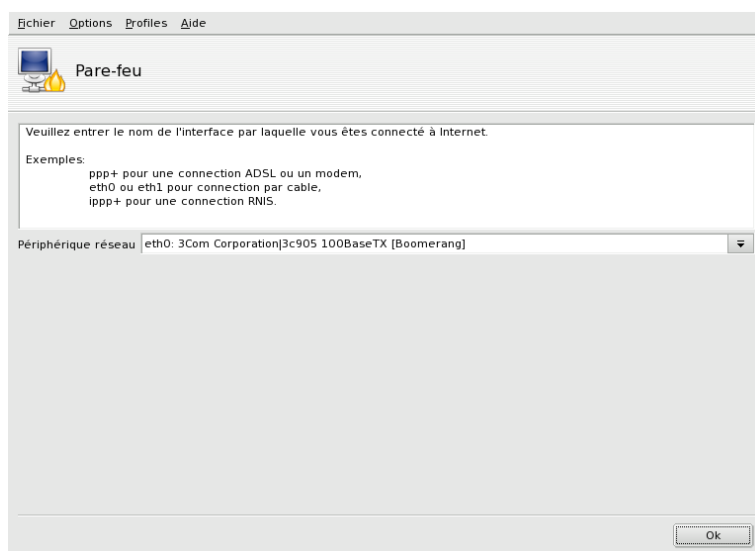 Fichier Options Profiles Aide
Pare-feu
Veuillez entrer le nom de l'interface par laquelle vous êtes connecté à Internet.
Exemples:
ppp+ pour une connection ADSL ou un modem,
eth0 ou eth1 pour connection par cable,
ippp+ pour une connection RNIS.
Périphérique réseau eth0: 3Com Corporation|3c905 100BaseTX [Boomerang]
Ok